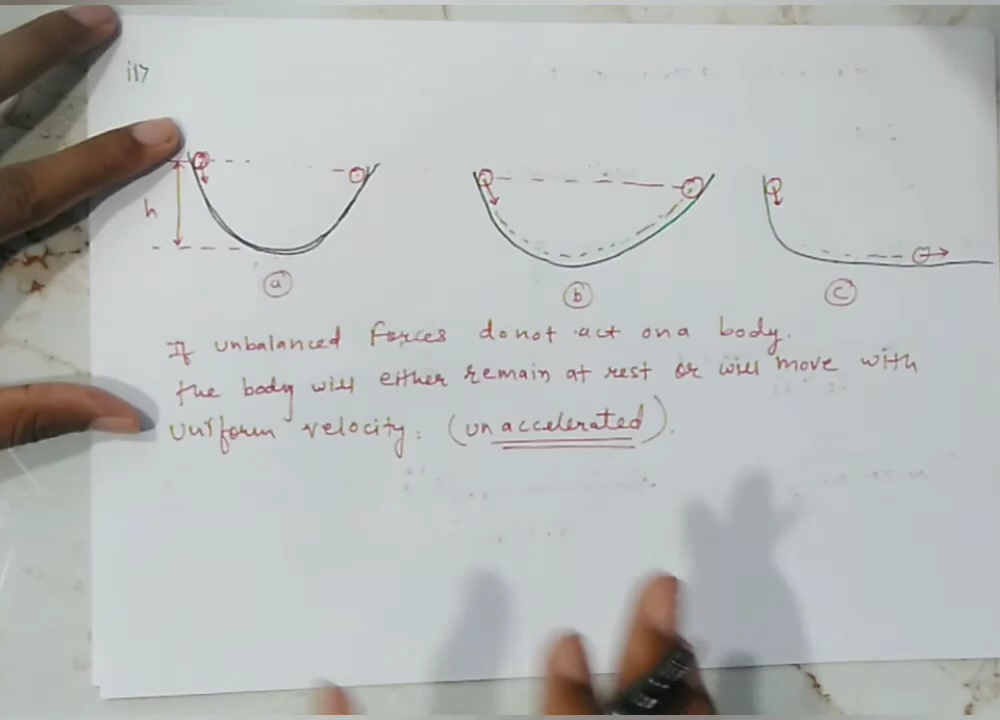 ii>
h
a
b
c
If unbalanced forces donot act on a body.
the body will either remain at rest or will move with
uniform velocity. (unaccelerated).